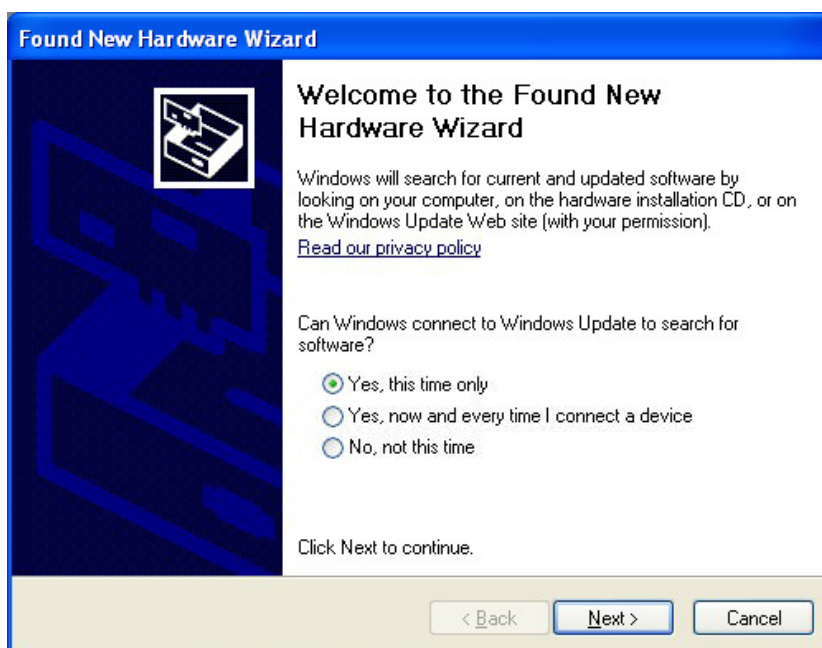 Found New Hardware Wizard
Welcome to the Found New
Hardware Wizard
Windows will search for current and updated software by
looking on your computer, on the hardware installation CD, or on
the Windows Update Web site (with your permission).
Read our privacy policy
Can Windows connect to Windows Update to search for
software?
Yes, this time only
Yes, now and every time I connect a device
No, not this time
Click Next to continue.
< Back
Next >
Cancel